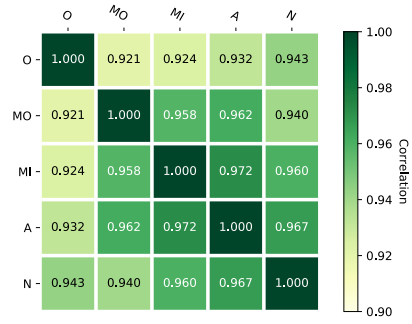 O MO MI A N
O 1.000 0.921 0.924 0.932 0.943
MO 0.921 1.000 0.958 0.962 0.940
MI 0.924 0.958 1.000 0.972 0.960
A 0.932 0.962 0.972 1.000 0.967
N 0.943 0.940 0.960 0.967 1.000
1.00
0.98
0.96
0.94
0.92
0.90
Correlation